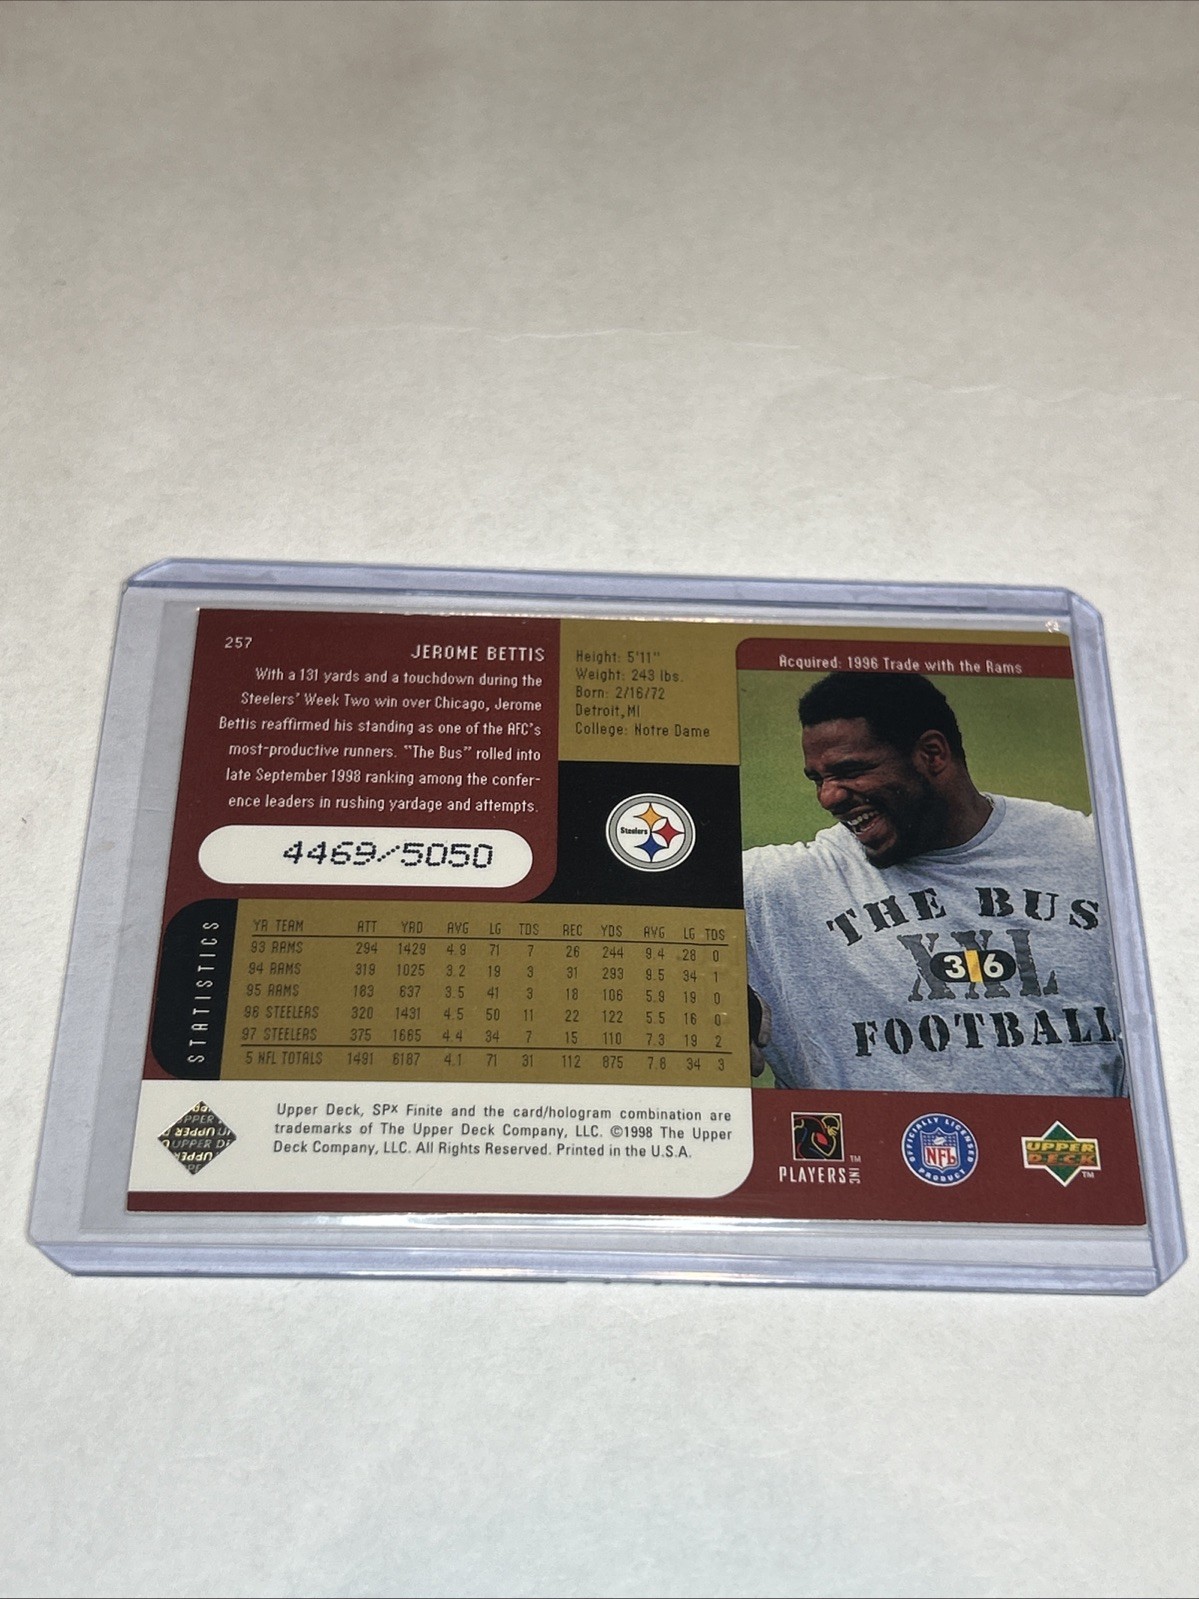 257
JEROME BETTIS
With a 131 yards and a touchdown during the
Steelers' Week Two win over Chicago, Jerome
Bettis reaffirmed his standing as one of the AFC's
most-productive runners. "The Bus" rolled into
late September 1998 ranking among the confer-
ence leaders in rushing yardage and attempts.
4469/5050
Height: 5'11"
Weight: 243 lbs.
Born: 2/16/72
Detroit, MI
College: Notre Dame
Steelers
Acquired: 1996 Trade with the Rams
THE BUS
XXL
36
FOOTBALL
STATISTICS
YR TEAM ATT YRD AVG LG TDS REC YDS AVG LG TDS
93 RAMS 294 1429 4.9 71 7 26 244 9.4 28 0
94 RAMS 319 1025 3.2 19 3 31 293 9.5 34 1
95 RAMS 183 637 3.5 41 3 18 106 5.9 19 0
96 STEELERS 320 1431 4.5 50 11 22 122 5.5 16 0
97 STEELERS 375 1665 4.4 34 7 15 110 7.3 19 2
5 NFL TOTALS 1491 6187 4.1 71 31 112 875 7.8 34 3
UPPER DECK
Upper Deck, SPx Finite and the card/hologram combination are
trademarks of The Upper Deck Company, LLC. ©1998 The Upper
Deck Company, LLC. All Rights Reserved. Printed in the U.S.A.
PLAYERS INC ™
OFFICIALLY LICENSED
NFL
PRODUCT
UPPER
DECK
™